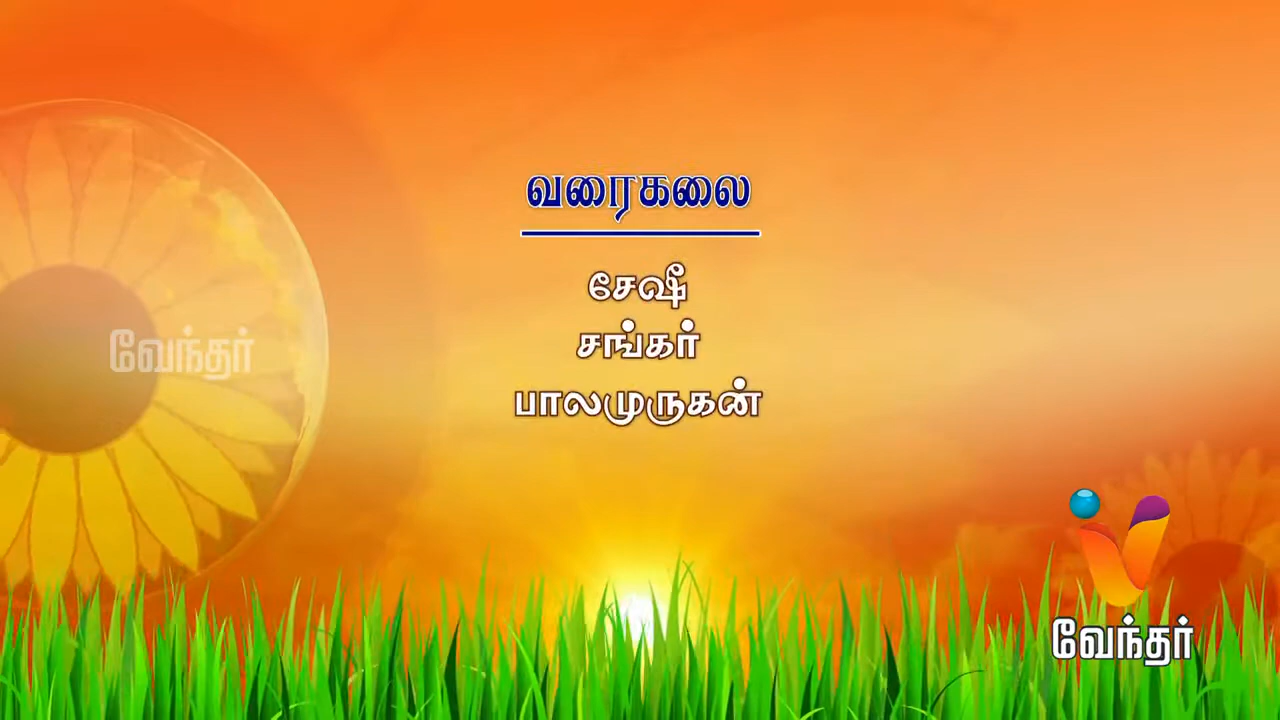 வரைகலை
சேஷீ
சங்கர்
பாலமுருகன்
வேந்தர்
வேந்தர்